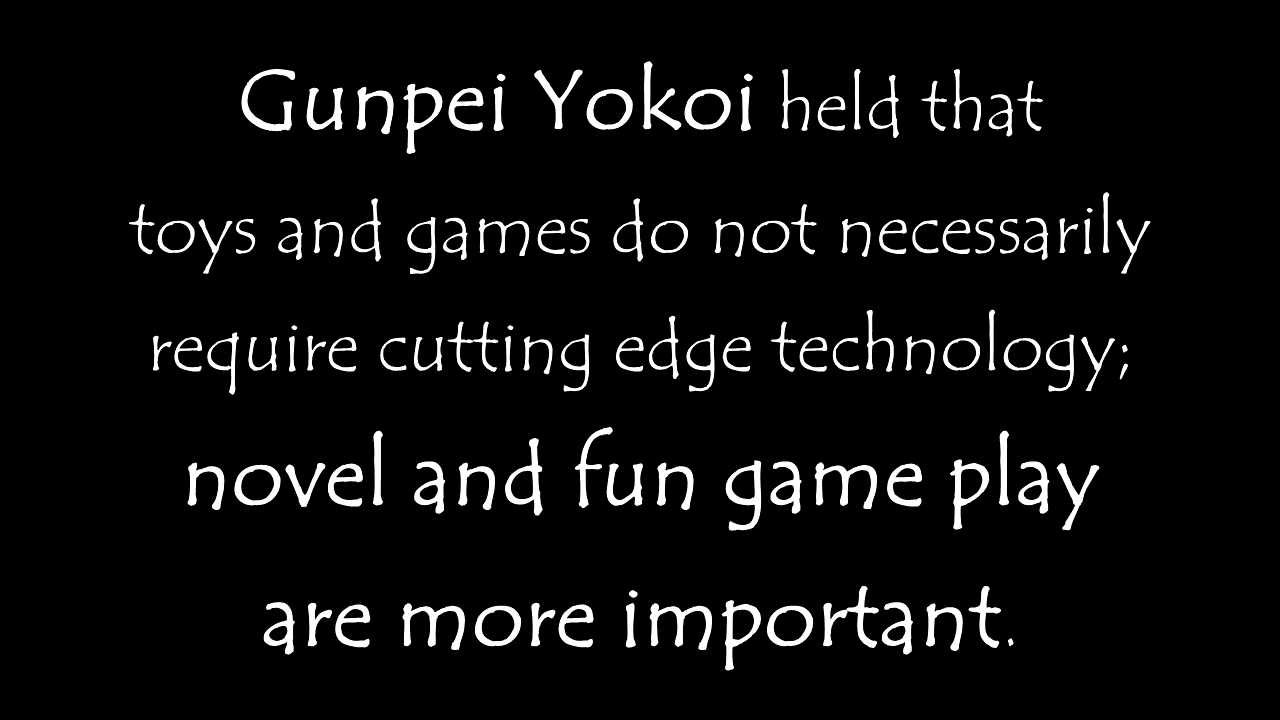 Gunpei Yokoi held that
toys and games do not necessarily
require cutting edge technology;
novel and fun game play
are more important.